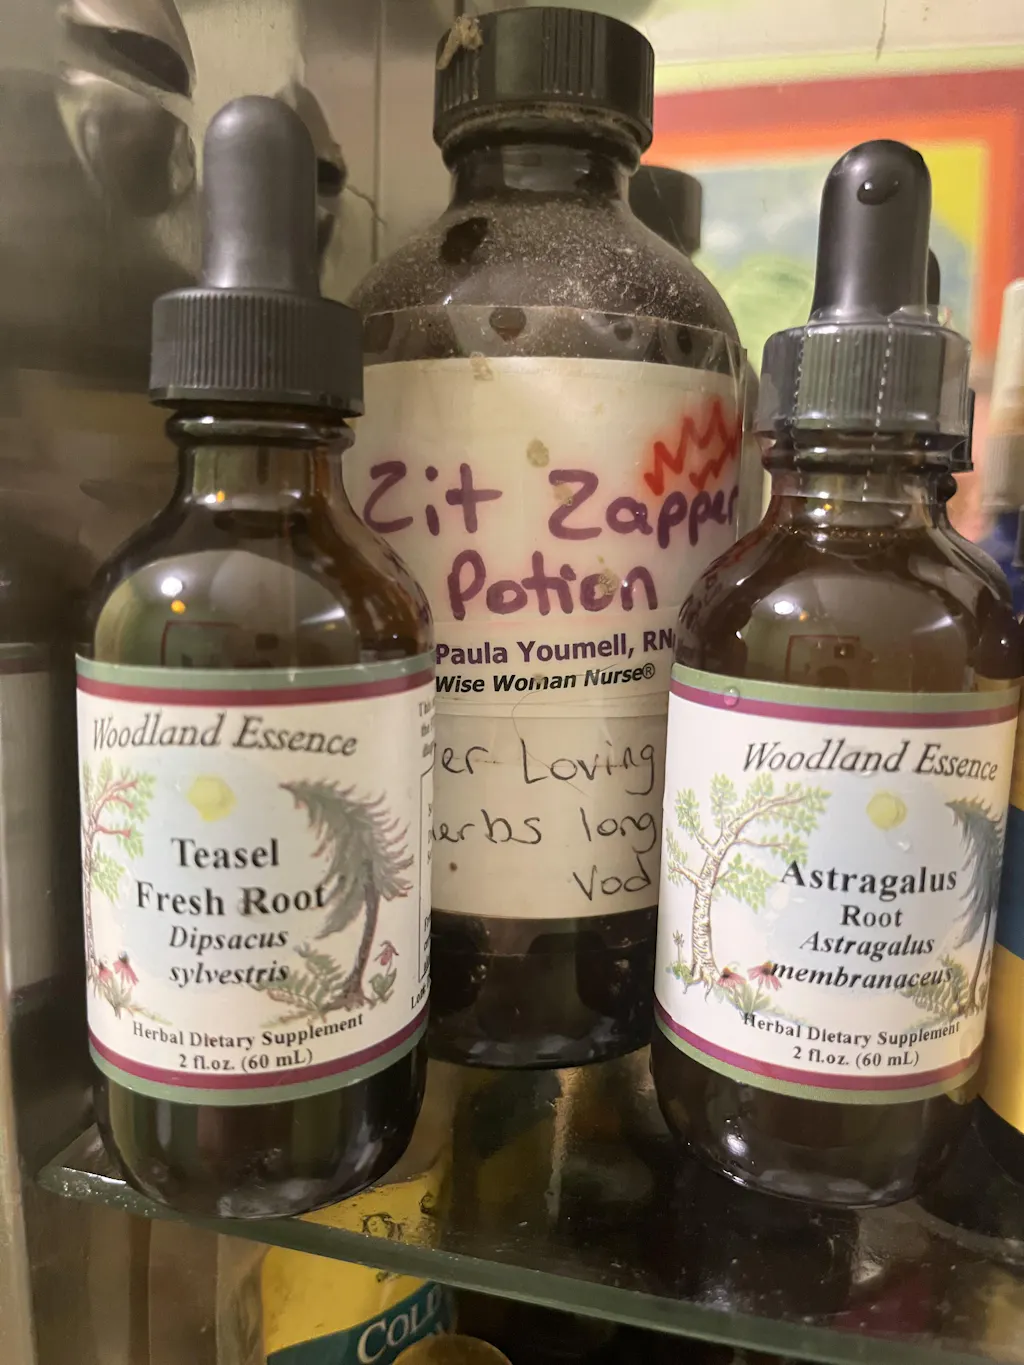 Woodland Essence
Teasel
Fresh Root
Dipsacus
sylvestris
Herbal Dietary Supplement
2 fl.oz. (60 mL)
Zit Zapper
Potion
Paula Youmell, RN
Wise Woman Nurse®
Loving
long
Vod
Woodland Essence
Astragalus
Root
Astragalus
membranaceus
Herbal Dietary Supplement
2 fl.oz. (60 mL)
COLD